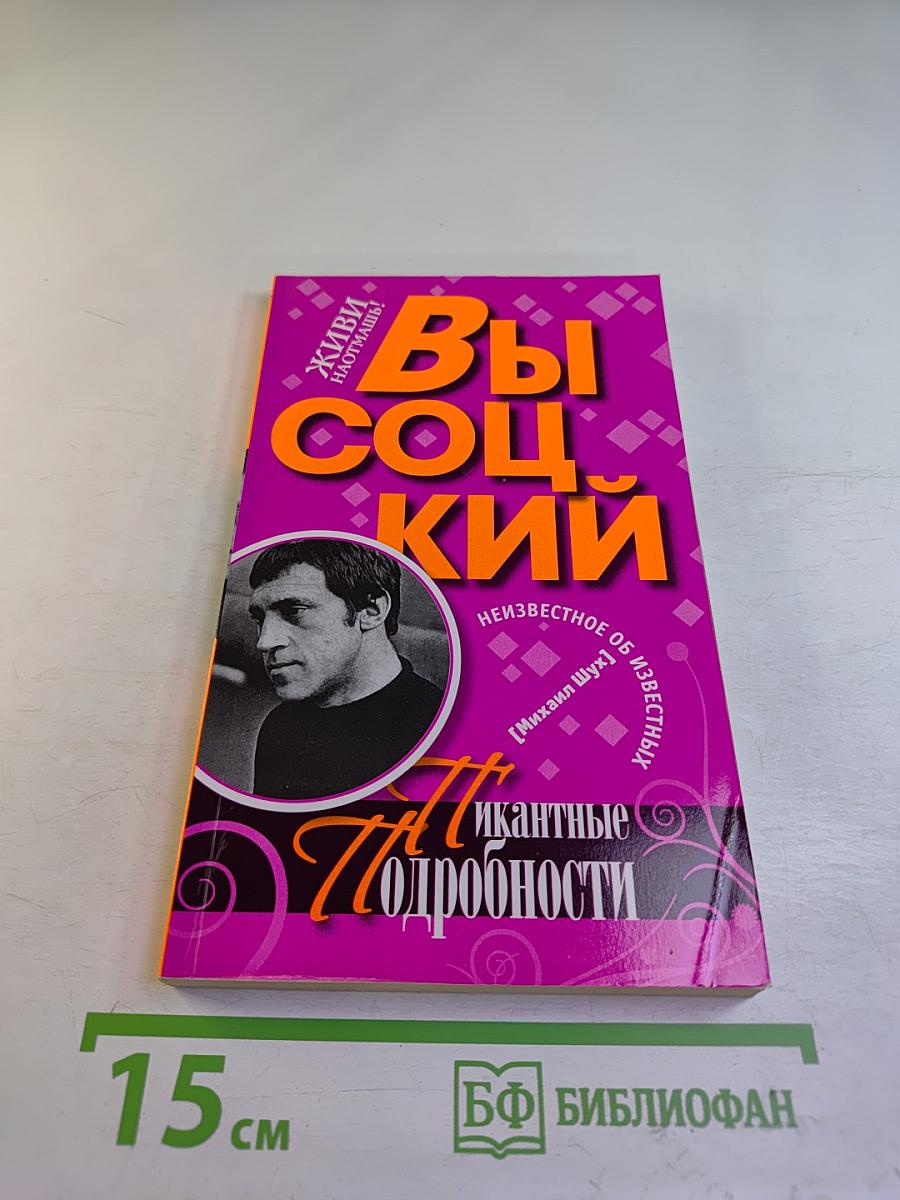 ЖИВИ
НАОТМАШЬ!
ВЫ
СОЦ
КИЙ
НЕИЗВЕСТНОЕ ОБ ИЗВЕСТНЫХ
[Михаил Шух]
Пикантные
Подробности
15 см
БФ БИБЛИОФАН